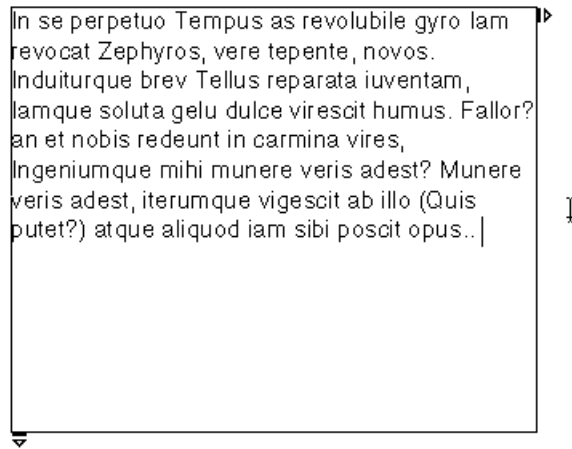 In se perpetuo Tempus as revolubile gyro Iam
revocat Zephyros, vere tepente, novos.
Induiturque brev Tellus reparata iuventam,
Iamque soluta gelu dulce virescit humus. Fallor?
an et nobis redeunt in carmina vires,
Ingeniumque mihi munere veris adest? Munere
veris adest, iterumque vigescit ab illo (Quis
putet?) atque aliquod iam sibi poscit opus..